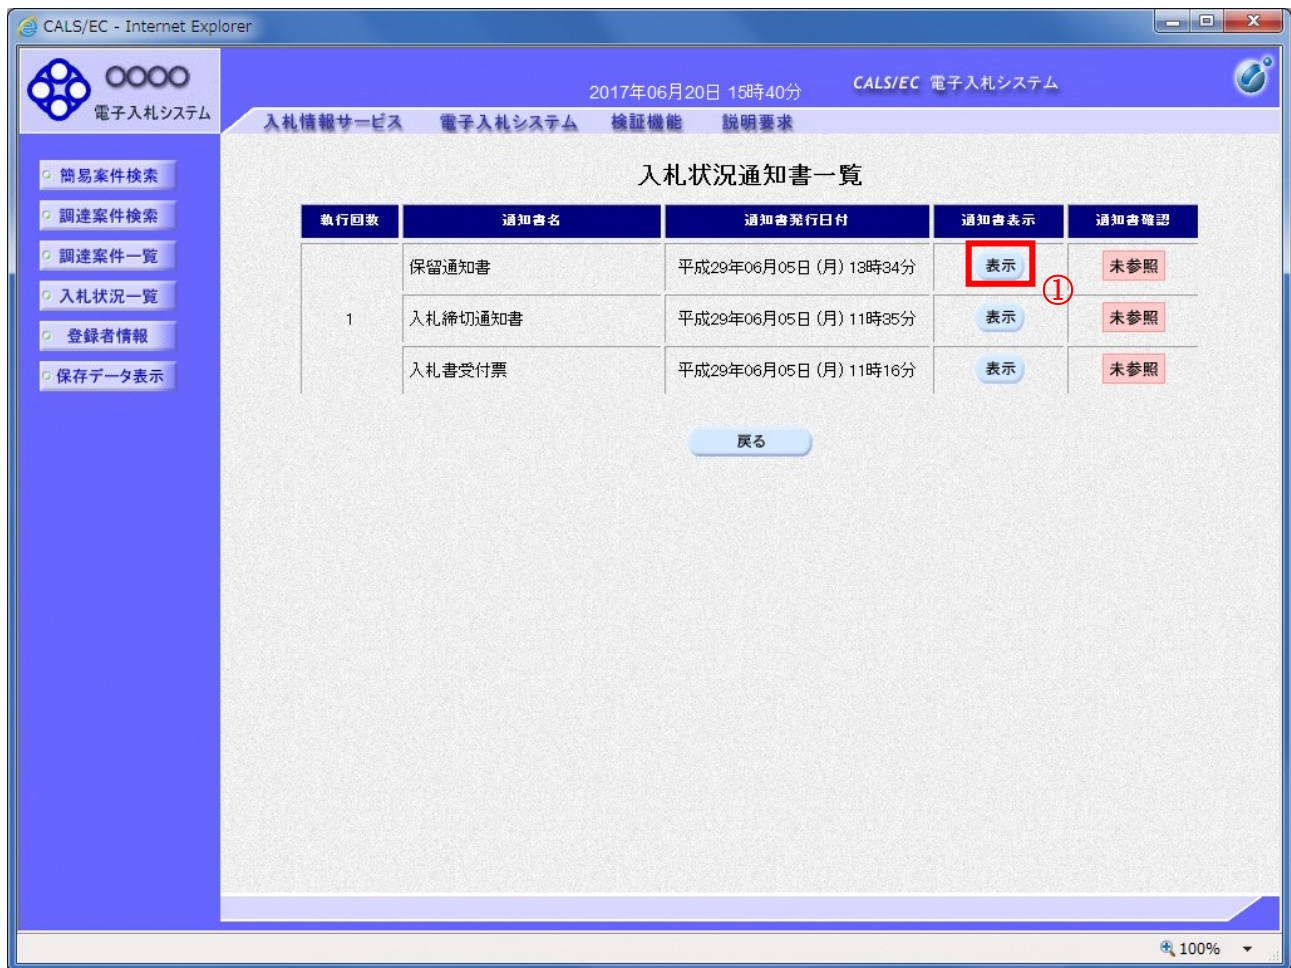 CALS/EC - Internet Explorer
○○○○
電子入札システム
2017年06月20日 15時40分
CALS/EC 電子入札システム
入札情報サービス 電子入札システム 検証機能 説明要求
簡易案件検索
調達案件検索
調達案件一覧
入札状況一覧
登録者情報
保存データ表示
入札状況通知書一覧
執行回数 通知書名 通知書発行日付 通知書表示 通知書確認
保留通知書 平成29年06月05日 (月) 13時34分 表示 未参照
①
1 入札締切通知書 平成29年06月05日 (月) 11時35分 表示 未参照
入札書受付票 平成29年06月05日 (月) 11時16分 表示 未参照
戻る
100%